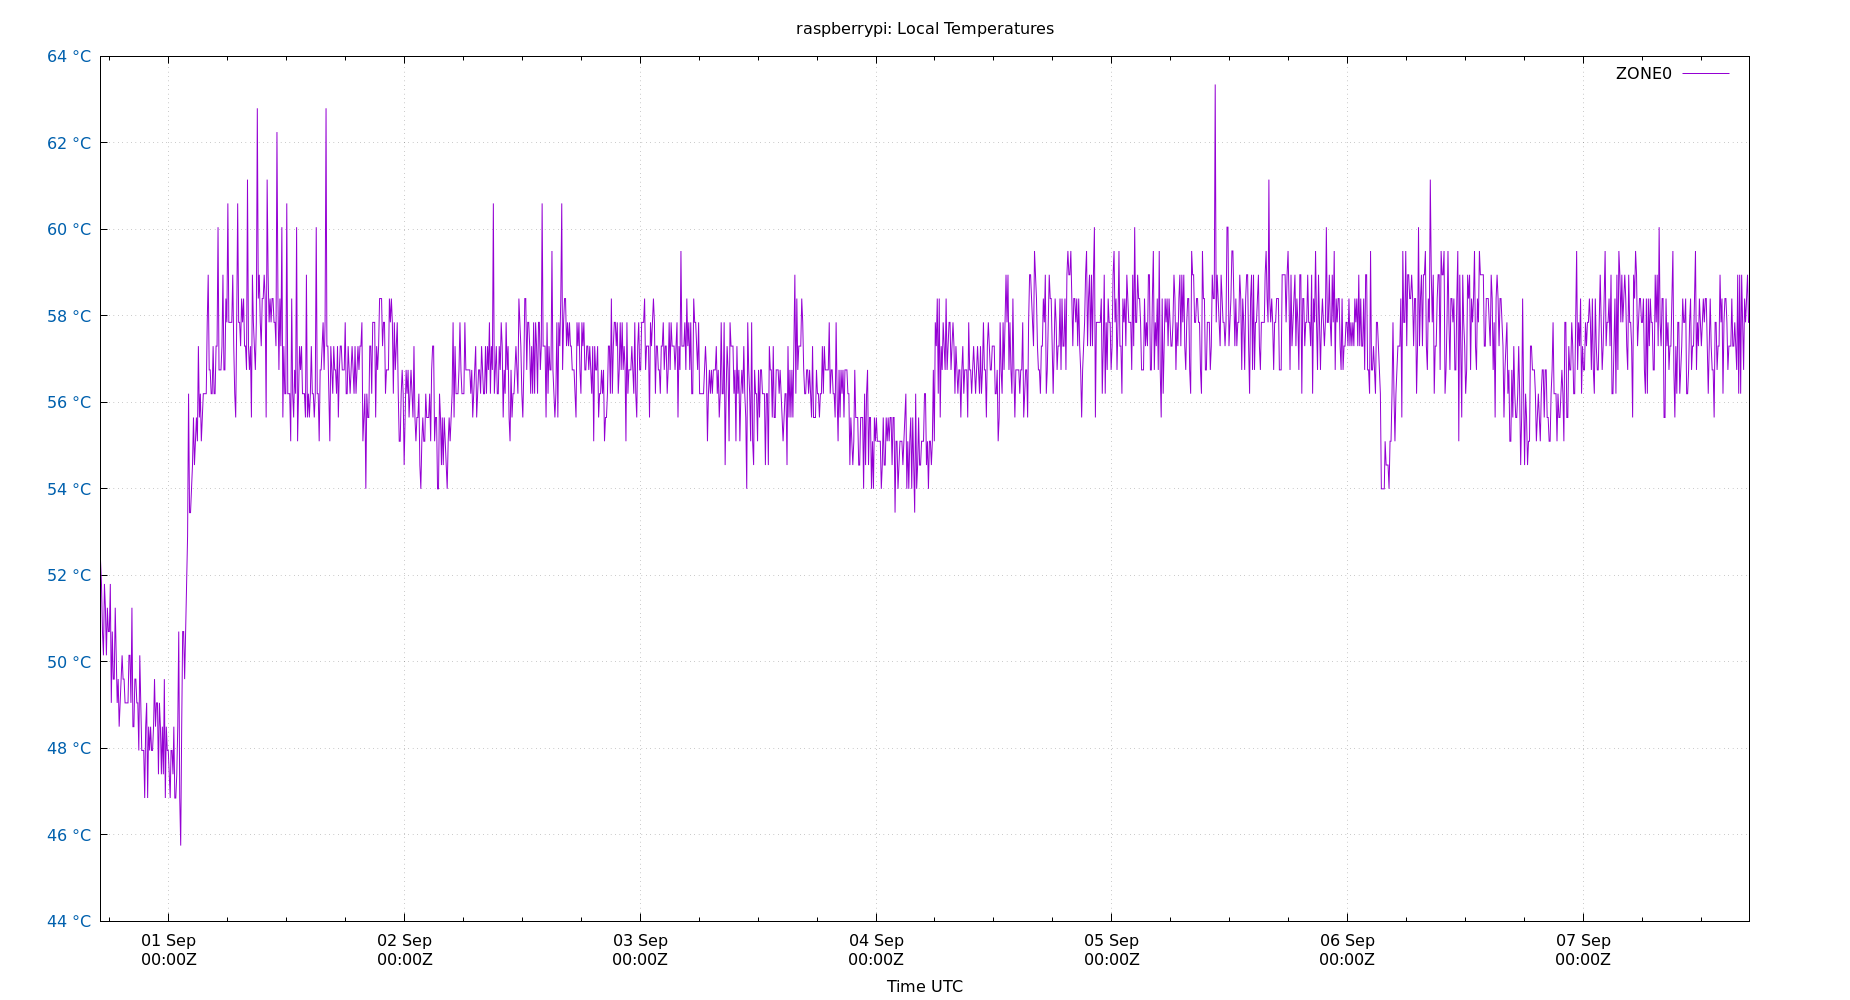 raspberrypi: Local Temperatures
ZONE0
64 °C
62 °C
60 °C
58 °C
56 °C
54 °C
52 °C
50 °C
48 °C
46 °C
44 °C
01 Sep
00:00Z
02 Sep
00:00Z
03 Sep
00:00Z
04 Sep
00:00Z
05 Sep
00:00Z
06 Sep
00:00Z
07 Sep
00:00Z
Time UTC